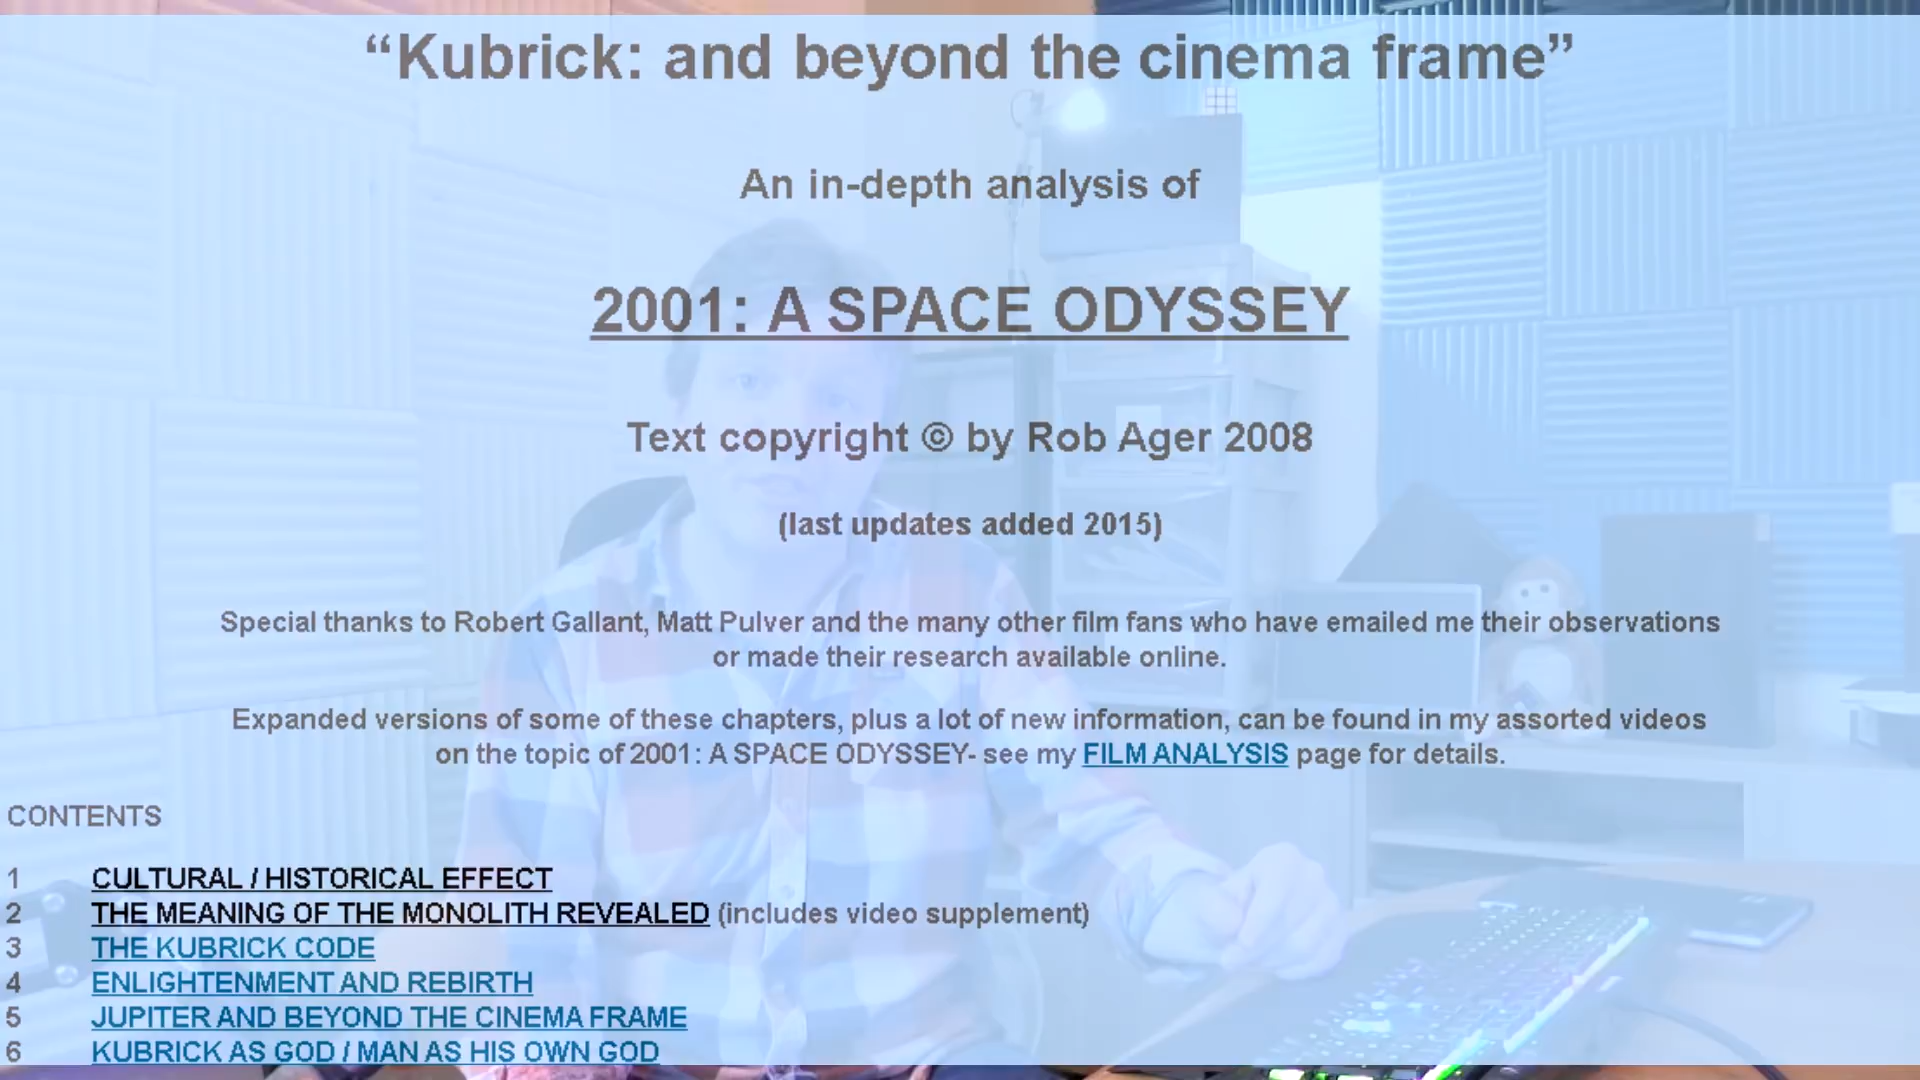 “Kubrick: and beyond the cinema frame”
An in-depth analysis of
2001: A SPACE ODYSSEY
Text copyright © by Rob Ager 2008
(last updates added 2015)
Special thanks to Robert Gallant, Matt Pulver and the many other film fans who have emailed me their observations
or made their research available online.
Expanded versions of some of these chapters, plus a lot of new information, can be found in my assorted videos
on the topic of 2001: A SPACE ODYSSEY- see my FILM ANALYSIS page for details.
CONTENTS
1 CULTURAL / HISTORICAL EFFECT
2 THE MEANING OF THE MONOLITH REVEALED (includes video supplement)
3 THE KUBRICK CODE
4 ENLIGHTENMENT AND REBIRTH
5 JUPITER AND BEYOND THE CINEMA FRAME
6 KUBRICK AS GOD / MAN AS HIS OWN GOD